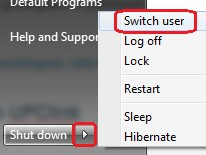 Default Programs
Help and Suppor
Shut down
Switch user
Log off
Lock
Restart
Sleep
Hibernate